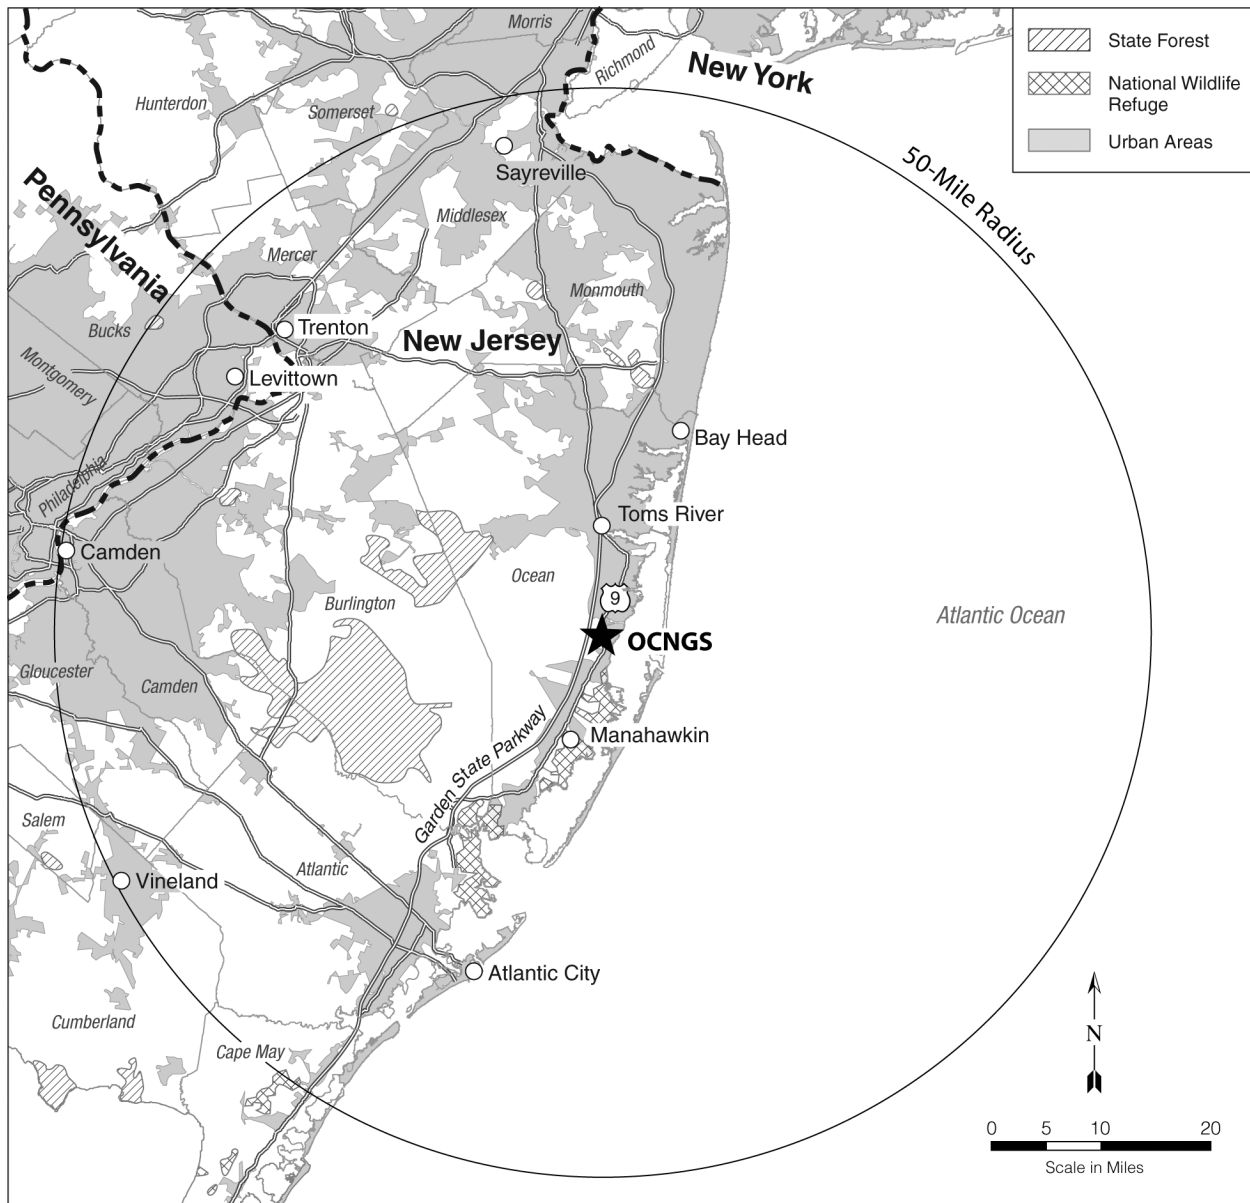 Morris
Richmond
New York
State Forest
National Wildlife
Refuge
Urban Areas
Hunterdon
Somerset
50-Mile Radius
Sayreville
Pennsylvania
Middlesex
Mercer
Monmouth
Bucks
Trenton
New Jersey
Montgomery
Levittown
Bay Head
Philadelphia
Toms River
Camden
Ocean
Burlington
9
Atlantic Ocean
OCNGS
Gloucester
Camden
Manahawkin
Garden State Parkway
Salem
Atlantic
Vineland
Atlantic City
Cumberland
Cape May
N
0 5 10 20
Scale in Miles